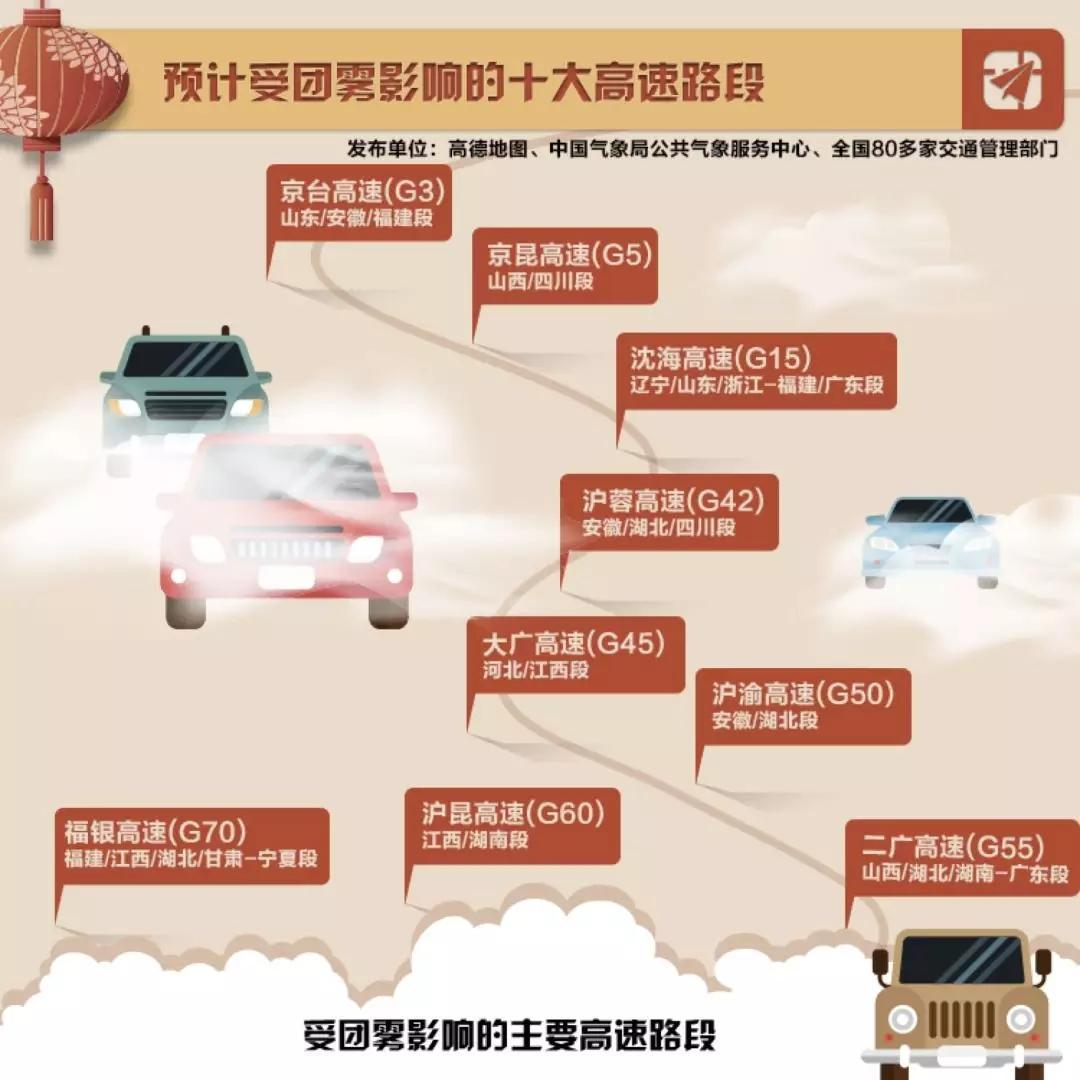 预计受团雾影响的十大高速路段
发布单位：高德地图、中国气象局公共气象服务中心、全国80多家交通管理部门
京台高速(G3)
山东/安徽/福建段
京昆高速(G5)
山西/四川段
沈海高速(G15)
辽宁/山东/浙江-福建/广东段
沪蓉高速(G42)
安徽/湖北/四川段
大广高速(G45)
河北/江西段
沪渝高速(G50)
安徽/湖北段
沪昆高速(G60)
江西/湖南段
福银高速(G70)
福建/江西/湖北/甘肃-宁夏段
二广高速(G55)
山西/湖北/湖南-广东段
受团雾影响的主要高速路段